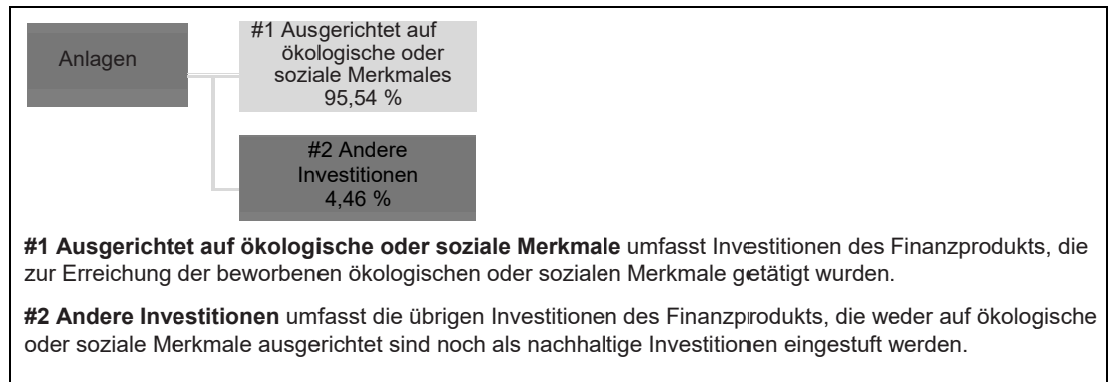 Anlagen
#1 Ausgerichtet auf
ökologische oder
soziale Merkmales
95,54 %
#2 Andere
Investitionen
4,46 %
#1 Ausgerichtet auf ökologische oder soziale Merkmale umfasst Investitionen des Finanzprodukts, die
zur Erreichung der beworbenen ökologischen oder sozialen Merkmale getätigt wurden.
#2 Andere Investitionen umfasst die übrigen Investitionen des Finanzprodukts, die weder auf ökologische
oder soziale Merkmale ausgerichtet sind noch als nachhaltige Investitionen eingestuft werden.